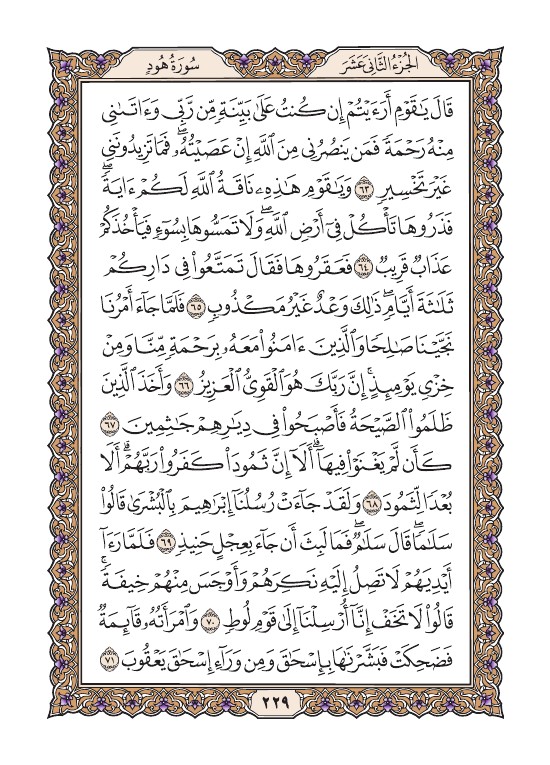 الجُزْءُ الثَّانِي عَشَرَ سُورَةُ هُودٍ
قَالَ يَٰقَوْمِ أَرَءَيْتُمْ إِن كُنتُ عَلَىٰ بَيِّنَةٍ مِّن رَّبِّي وَءَاتَىٰنِي
مِنْهُ رَحْمَةً فَمَن يَنصُرُنِي مِنَ ٱللَّهِ إِنْ عَصَيْتُهُۥۖ فَمَا تَزِيدُونَنِي
غَيْرَ تَخْسِيرٍ ٦٣ وَيَٰقَوْمِ هَٰذِهِۦ نَاقَةُ ٱللَّهِ لَكُمْ ءَايَةًۖ
فَذَرُوهَا تَأْكُلْ فِىٓ أَرْضِ ٱللَّهِۖ وَلَا تَمَسُّوهَا بِسُوٓءٍ فَيَأْخُذَكُمْ
عَذَابٌ قَرِيبٌ ٦٤ فَعَقَرُوهَا فَقَالَ تَمَتَّعُوا۟ فِى دَارِكُمْ
ثَلَٰثَةَ أَيَّامٍۖ ذَٰلِكَ وَعْدٌ غَيْرُ مَكْذُوبٍ ٦٥ فَلَمَّا جَآءَ أَمْرُنَا
نَجَّيْنَا صَٰلِحًا وَٱلَّذِينَ ءَامَنُوا۟ مَعَهُۥ بِرَحْمَةٍ مِّنَّا وَمِنْ
خِزْىِ يَوْمِئِذٍۗ إِنَّ رَبَّكَ هُوَ ٱلْقَوِىُّ ٱلْعَزِيزُ ٦٦ وَأَخَذَ ٱلَّذِينَ
ظَلَمُوا۟ ٱلصَّيْحَةُ فَأَصْبَحُوا۟ فِى دِيَٰرِهِمْ جَٰثِمِينَ ٦٧
كَأَن لَّمْ يَغْنَوْا۟ فِيهَآۗ أَلَآ إِنَّ ثَمُودَا۟ كَفَرُوا۟ رَبَّهُمْۗ أَلَا
بُعْدًا لِّثَمُودَ ٦٨ وَلَقَدْ جَآءَتْ رُسُلُنَآ إِبْرَٰهِيمَ بِٱلْبُشْرَىٰ قَالُوا۟
سَلَٰمًاۖ قَالَ سَلَٰمٌۖ فَمَا لَبِثَ أَن جَآءَ بِعِجْلٍ حَنِيذٍ ٦٩ فَلَمَّا رَءَآ
أَيْدِيَهُمْ لَا تَصِلُ إِلَيْهِ نَكِرَهُمْ وَأَوْجَسَ مِنْهُمْ خِيفَةًۚ
قَالُوا۟ لَا تَخَفْ إِنَّآ أُرْسِلْنَآ إِلَىٰ قَوْمِ لُوطٍ ٧٠ وَٱمْرَأَتُهُۥ قَآئِمَةٌ
فَضَحِكَتْ فَبَشَّرْنَٰهَا بِإِسْحَٰقَ وَمِن وَرَآءِ إِسْحَٰقَ يَعْقُوبَ ٧١
٢٢٩